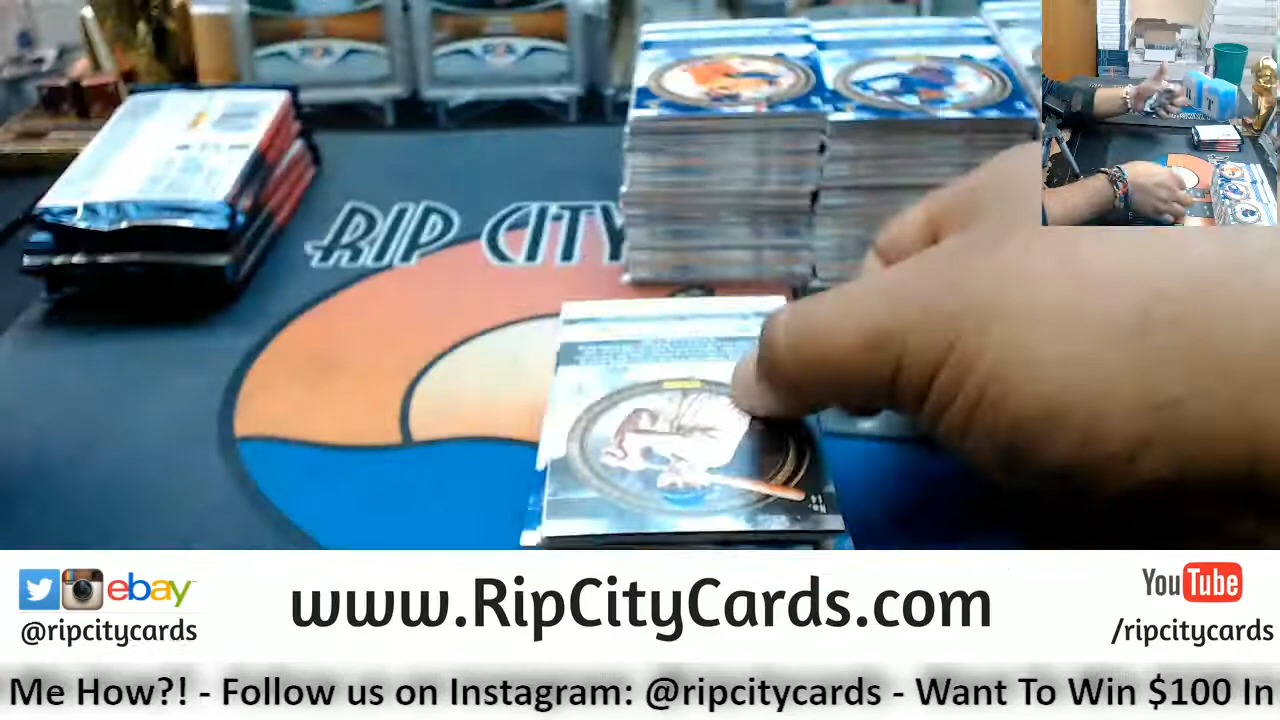 RIP CITY
ebay
@ripcitycards
www.RipCityCards.com
YouTube
/ripcitycards
Me How?! - Follow us on Instagram: @ripcitycards - Want To Win $100 In